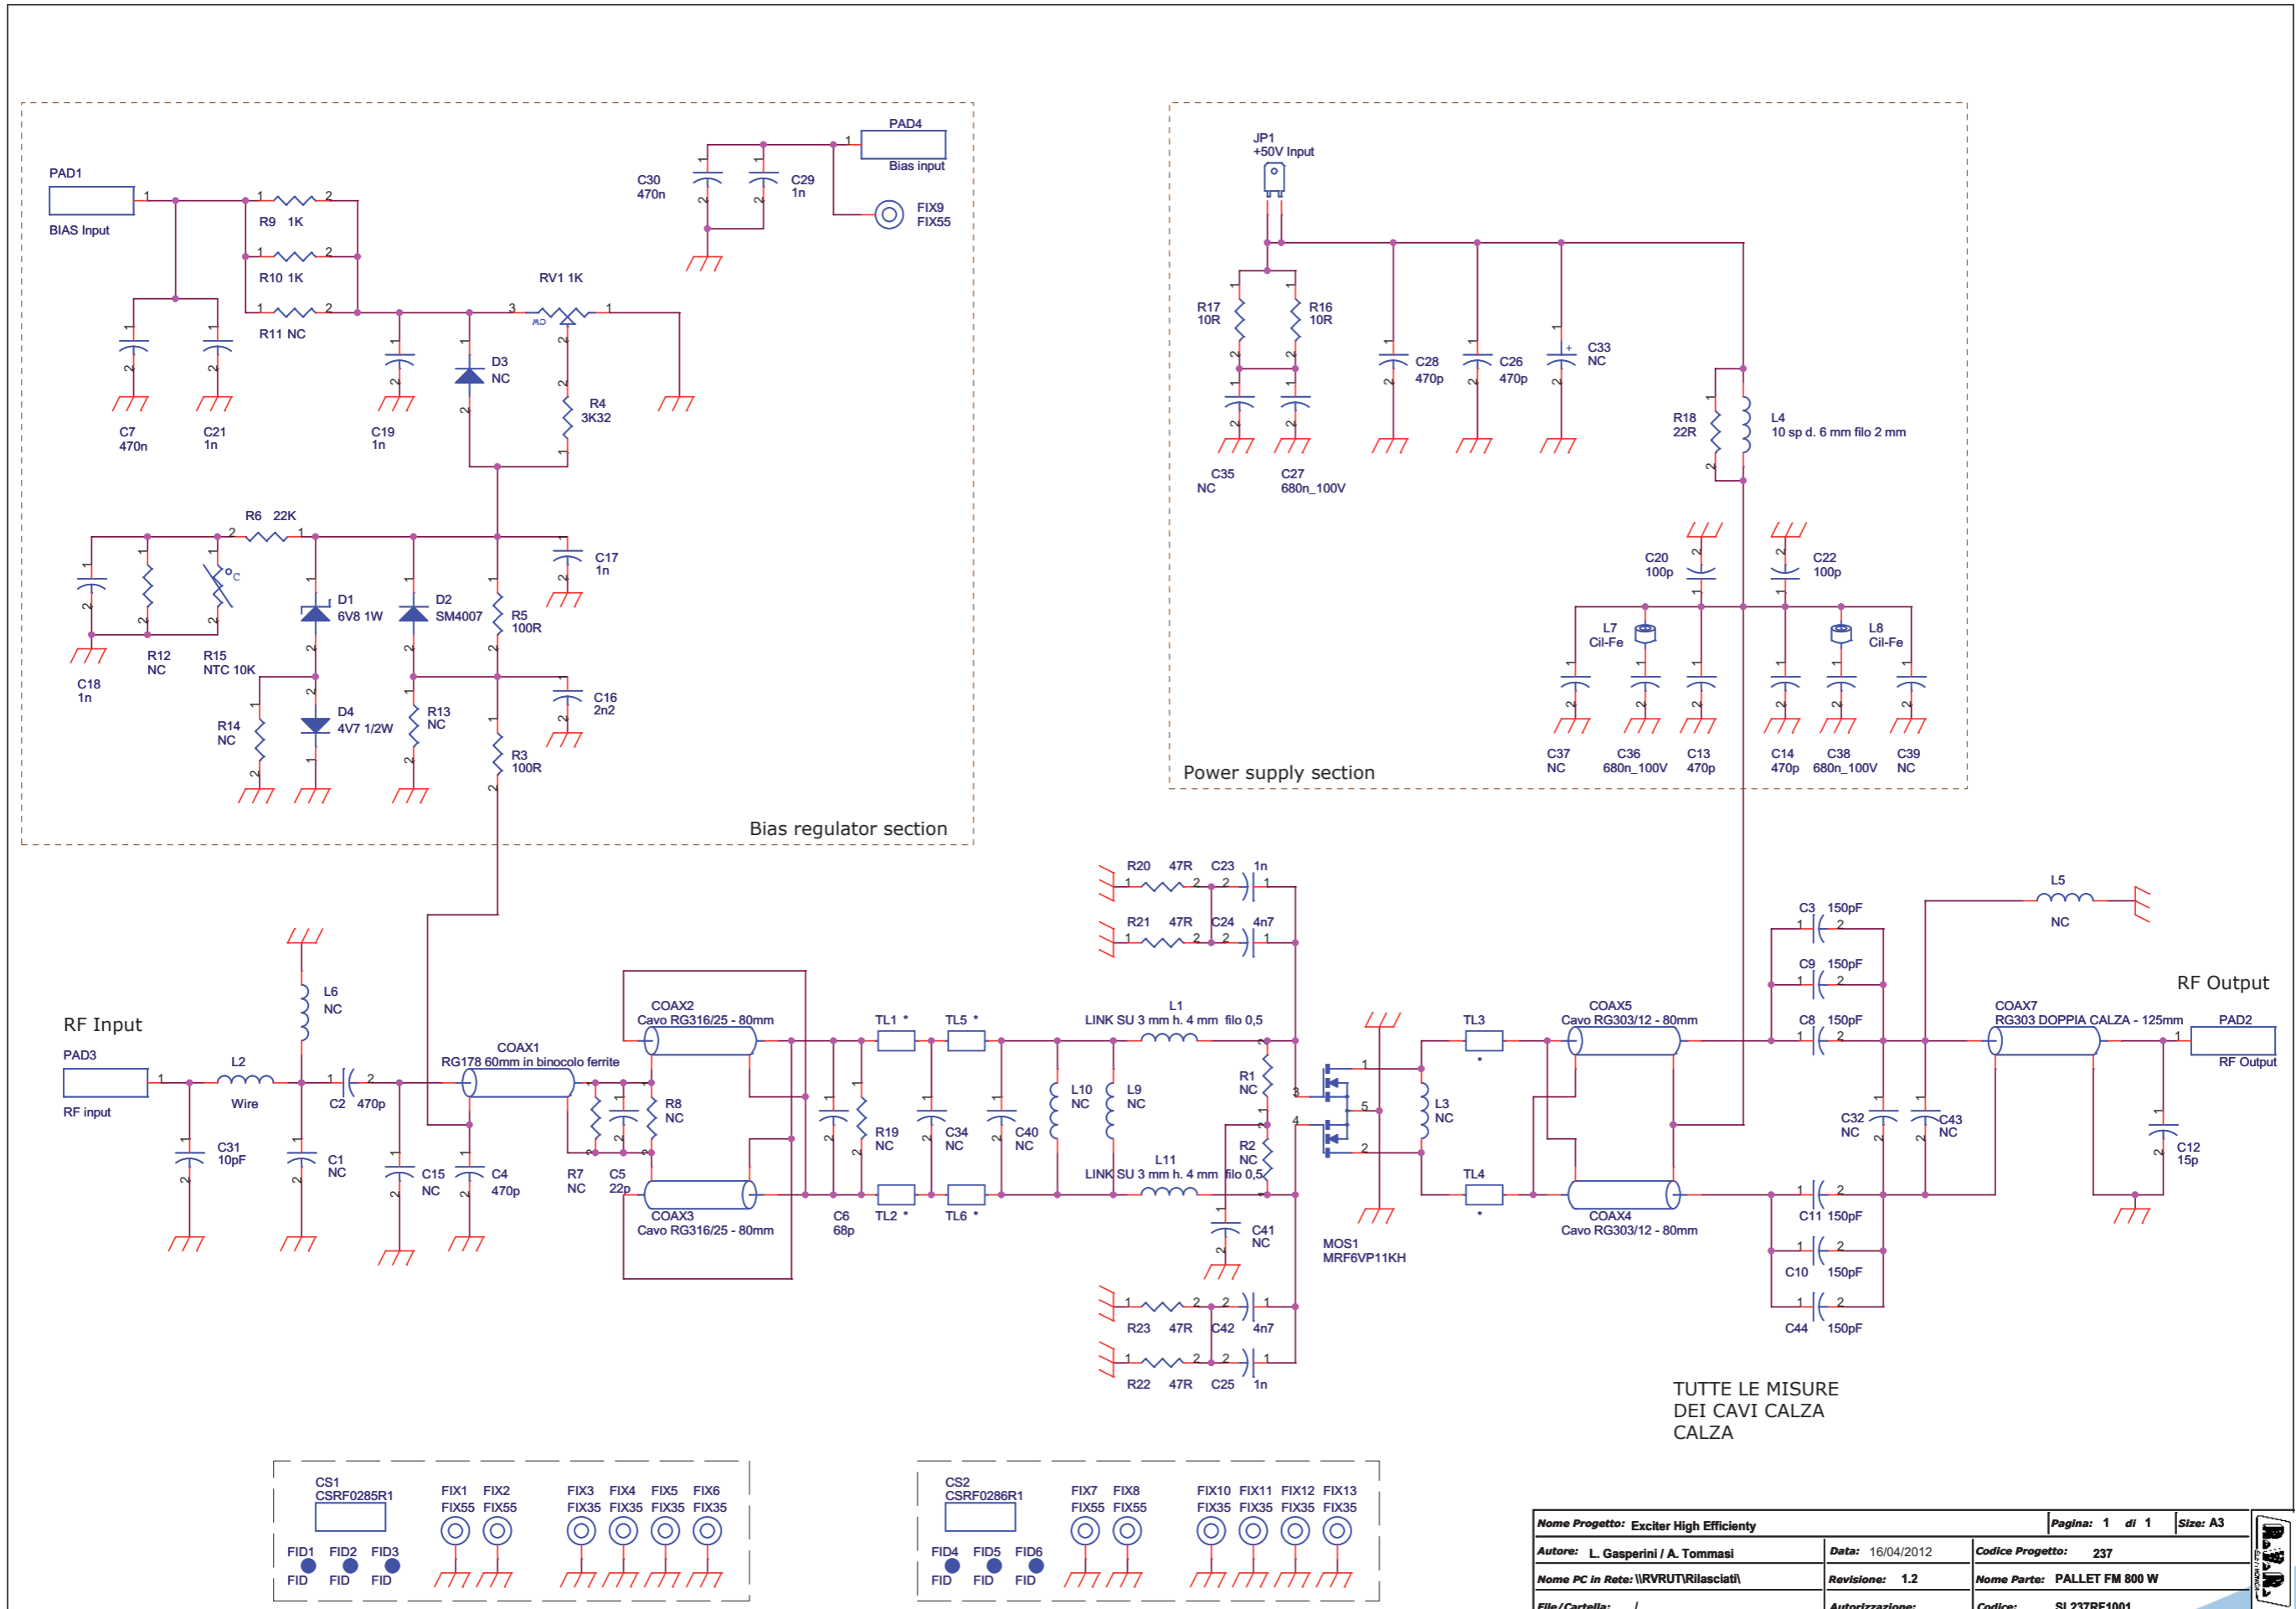 PAD1
BIAS Input
R9 1K
R10 1K
R11 NC
C7
470n
C21
1n
C19
1n
D3
NC
RV1 1K
CW
R4
3K32
C30
470n
C29
1n
PAD4
Bias input
FIX9
FIX55
R6 22K
C17
1n
C18
1n
R12
NC
R15
NTC 10K
°C
D1
6V8 1W
D2
SM4007
R5
100R
R14
NC
D4
4V7 1/2W
R13
NC
C16
2n2
R3
100R
Bias regulator section
JP1
+50V Input
R17
10R
R16
10R
C28
470p
C26
470p
C33
NC
C35
NC
C27
680n_100V
R18
22R
L4
10 sp d. 6 mm filo 2 mm
C20
100p
C22
100p
L7
Cil-Fe
L8
Cil-Fe
C37
NC
C36
680n_100V
C13
470p
C14
470p
C38
680n_100V
C39
NC
Power supply section
RF Input
PAD3
RF input
L2
Wire
L6
NC
C31
10pF
C1
NC
C2 470p
C15
NC
C4
470p
COAX1
RG178 60mm in binocolo ferrite
R7
NC
C5
22p
R8
NC
COAX2
Cavo RG316/25 - 80mm
COAX3
Cavo RG316/25 - 80mm
C6
68p
R19
NC
TL1 *
TL5 *
TL2 *
TL6 *
C34
NC
C40
NC
L10
NC
L9
NC
L1
LINK SU 3 mm h. 4 mm filo 0,5
L11
LINK SU 3 mm h. 4 mm filo 0,5
R20 47R C23 1n
R21 47R C24 4n7
R1
NC
R2
NC
C41
NC
R23 47R C42 4n7
R22 47R C25 1n
MOS1
MRF6VP11KH
L3
NC
TL3
*
TL4
*
COAX5
Cavo RG303/12 - 80mm
COAX4
Cavo RG303/12 - 80mm
C3 150pF
C9 150pF
C8 150pF
C11 150pF
C10 150pF
C44 150pF
C32
NC
C43
NC
L5
NC
COAX7
RG303 DOPPIA CALZA - 125mm
C12
15p
RF Output
PAD2
RF Output
TUTTE LE MISURE
DEI CAVI CALZA
CALZA
CS1
CSRF0285R1
FID1 FID2 FID3
FID FID FID
FIX1 FIX2 FIX3 FIX4 FIX5 FIX6
FIX55 FIX55 FIX35 FIX35 FIX35 FIX35
CS2
CSRF0286R1
FID4 FID5 FID6
FID FID FID
FIX7 FIX8 FIX10 FIX11 FIX12 FIX13
FIX55 FIX55 FIX35 FIX35 FIX35 FIX35
Nome Progetto: Exciter High Efficienty Pagina: 1 di 1 Size: A3
Autore: L. Gasperini / A. Tommasi Data: 16/04/2012 Codice Progetto: 237
Nome PC in Rete: \\RVRUT\Rilasciati\ Revisione: 1.2 Nome Parte: PALLET FM 800 W
File/Cartella: / Autorizzazione: Codice: SL237RF1001
R.V.R.